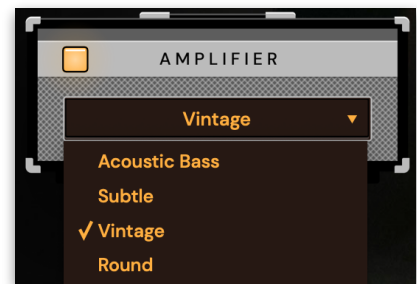 AMPLIFIER
Vintage
Acoustic Bass
Subtle
Vintage
Round